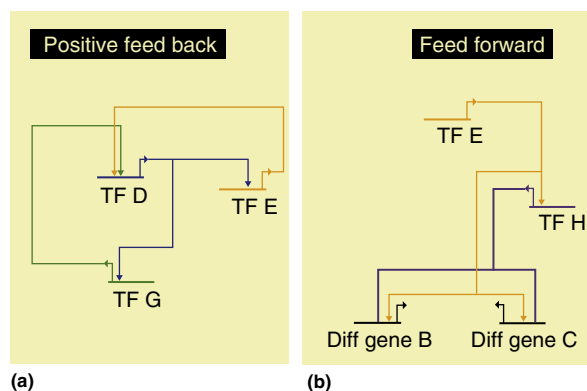 Positive feed back
TF D
TF E
TF G
(a)
Feed forward
TF E
TF H
Diff gene B
Diff gene C
(b)